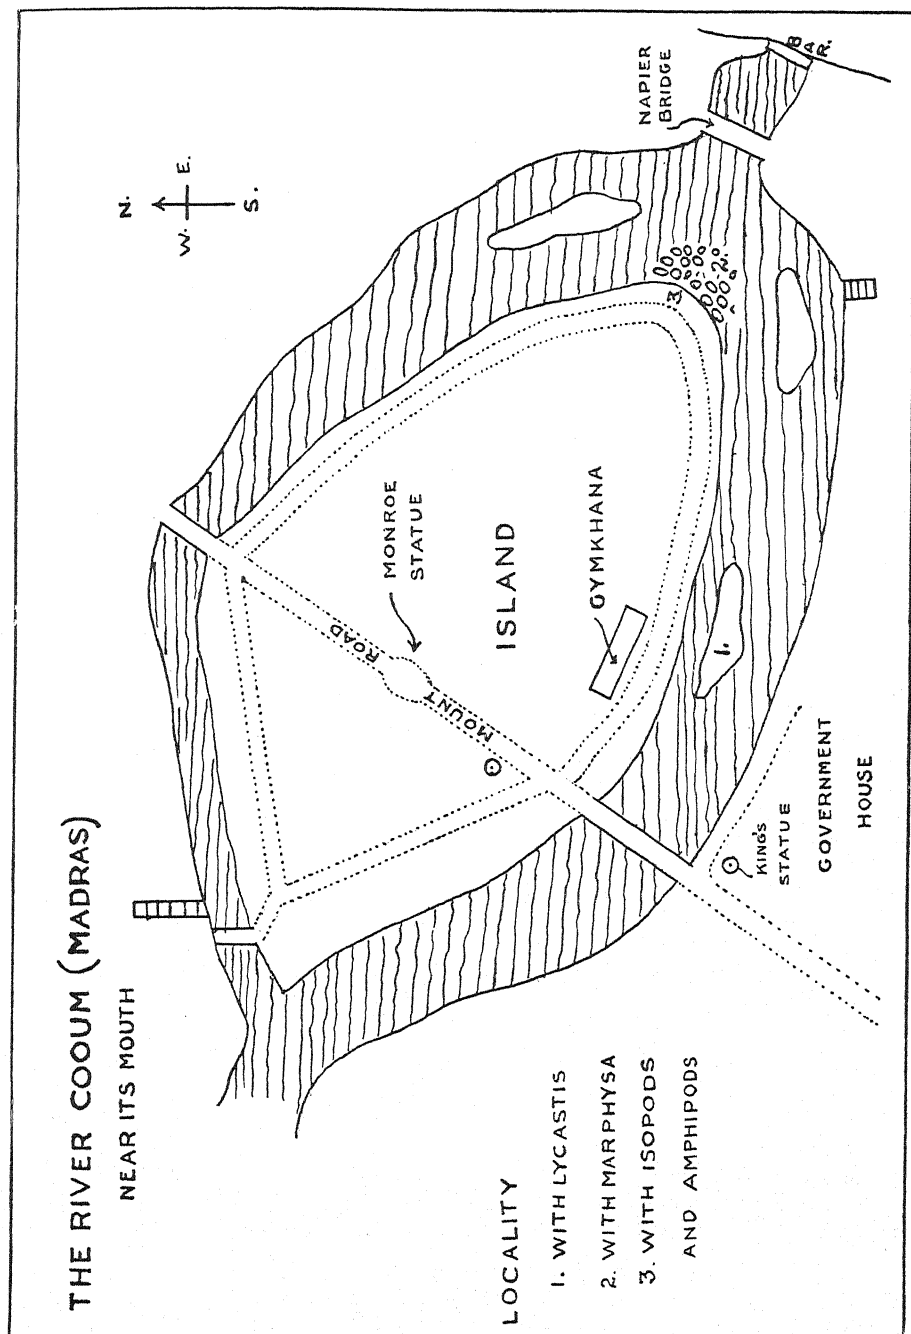 THE RIVER COOUM (MADRAS)
NEAR ITS MOUTH
N.
W. E.
S.
NAPIER
BRIDGE
BAR.
MONROE
STATUE
MOUNT ROAD
ISLAND
GYMKHANA
1.
2.
3
KING'S
STATUE
GOVERNMENT
HOUSE
LOCALITY
1. WITH LYCASTIS
2. WITH MARPHYSA
3. WITH ISOPODS
AND AMPHIPODS